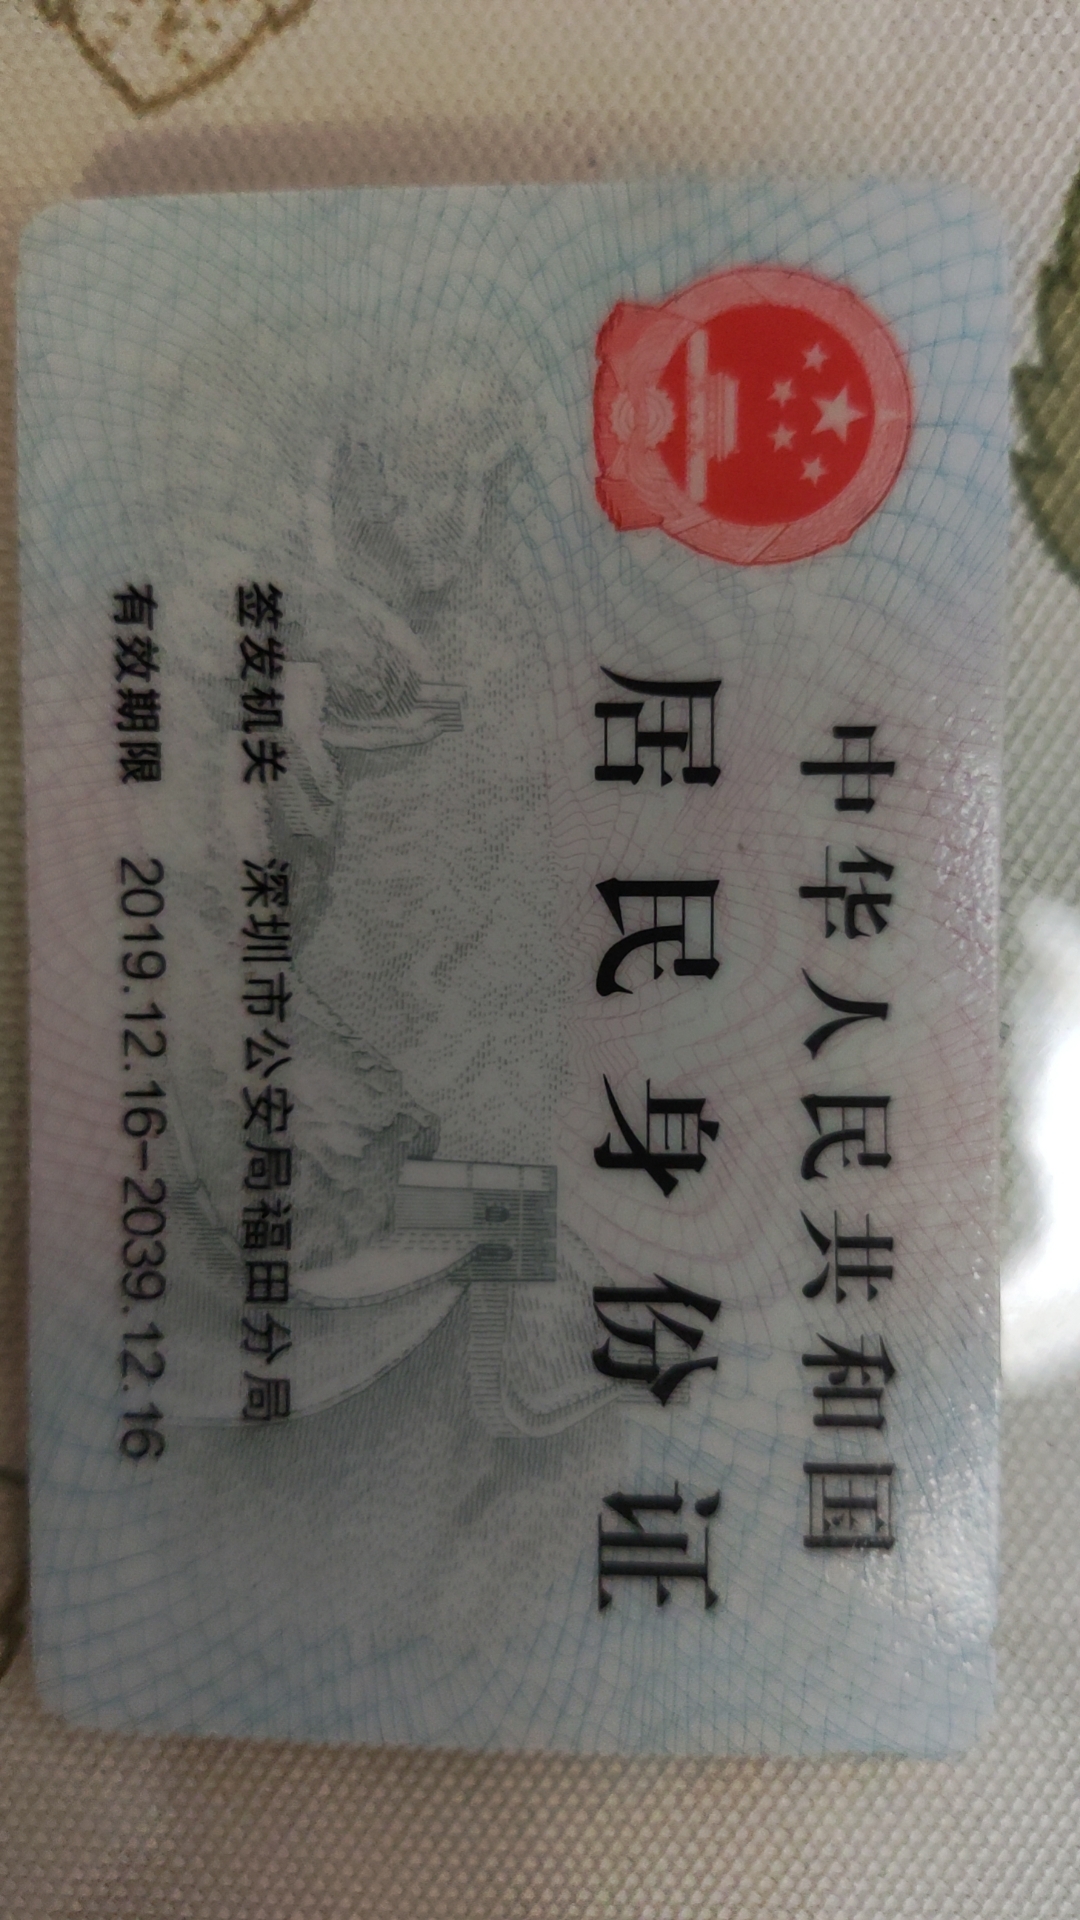 中华人民共和国
居民身份证
签发机关 深圳市公安局福田分局
有效期限 2019.12.16-2039.12.16